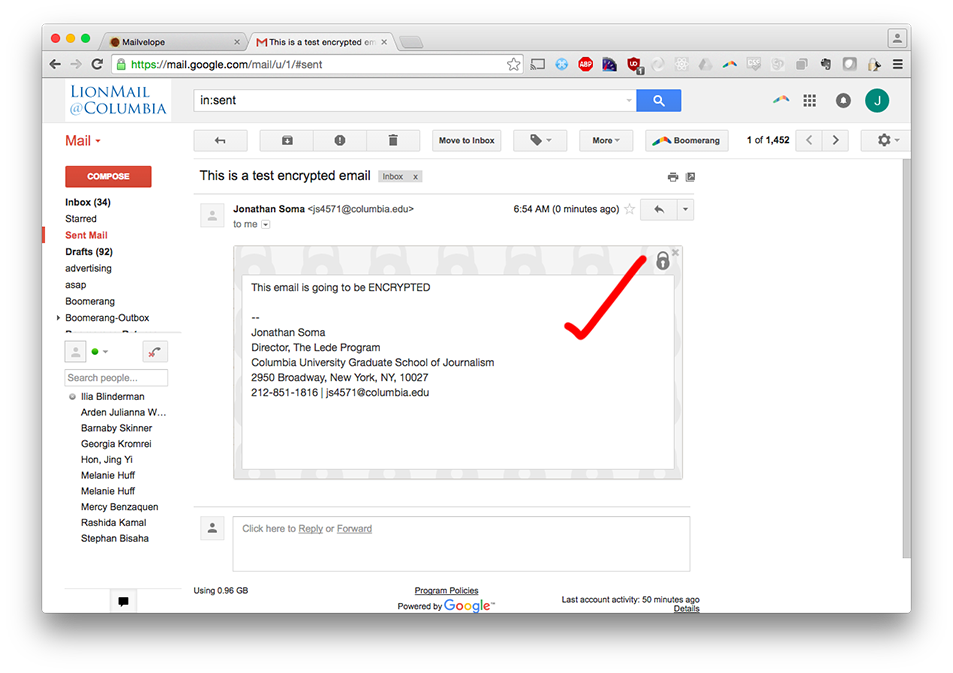 Mailvelope
This is a test encrypted em
https://mail.google.com/mail/u/1/#sent
ABP
1
LIONMAIL
@COLUMBIA
in:sent
J
Mail
Move to Inbox
More
Boomerang
1 of 1,452
COMPOSE
This is a test encrypted email
Inbox x
Inbox (34)
Starred
Sent Mail
Drafts (92)
advertising
asap
Boomerang
Boomerang-Outbox
Jonathan Soma <js4571@columbia.edu>
6:54 AM (0 minutes ago)
to me
This email is going to be ENCRYPTED
--
Jonathan Soma
Director, The Lede Program
Columbia University Graduate School of Journalism
2950 Broadway, New York, NY, 10027
212-851-1816 | js4571@columbia.edu
Search people...
Ilia Blinderman
Arden Julianna W...
Barnaby Skinner
Georgia Kromrei
Hon, Jing Yi
Melanie Huff
Melanie Huff
Mercy Benzaquen
Rashida Kamal
Stephan Bisaha
Click here to Reply or Forward
Using 0.96 GB
Program Policies
Powered by Google™
Last account activity: 50 minutes ago
Details